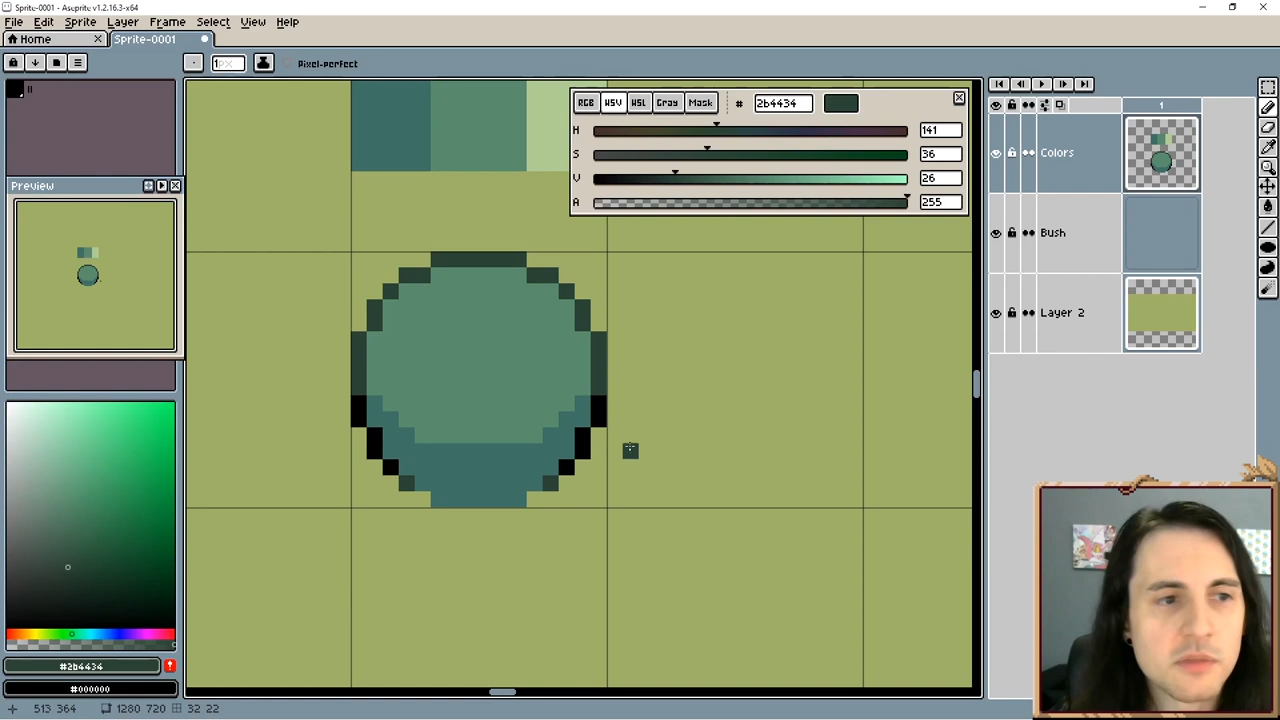 Sprite-0001 - Aseprite v1.2.16.3-x64
File Edit Sprite Layer Frame Select View Help
Home Sprite-0001
1px Pixel-perfect
RGB HSV HSL Gray Mask # 2b4434
H 141
S 36
V 26
A 255
Preview
1
Colors
Bush
Layer 2
#2b4434
#000000
513 364 1280 720 32 22